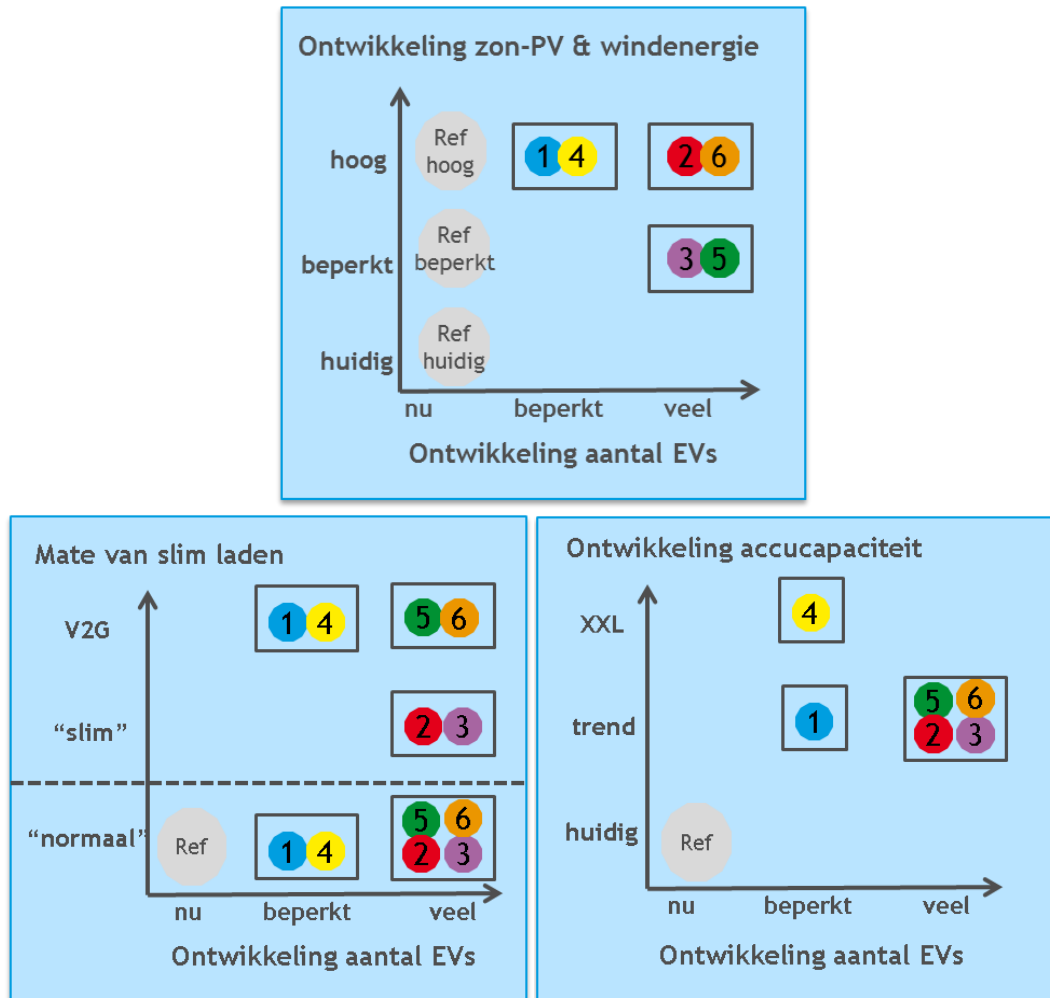 Ontwikkeling zon-PV & windenergie
hoog
Ref
hoog
1 4
2 6
beperkt
Ref
beperkt
3 5
huidig
Ref
huidig
nu beperkt veel
Ontwikkeling aantal EVs
Mate van slim laden
V2G
1 4
5 6
“slim”
2 3
“normaal”
Ref
1 4
5 6
2 3
nu beperkt veel
Ontwikkeling aantal EVs
Ontwikkeling accucapaciteit
XXL
4
trend
1
5 6
2 3
huidig
Ref
nu beperkt veel
Ontwikkeling aantal EVs